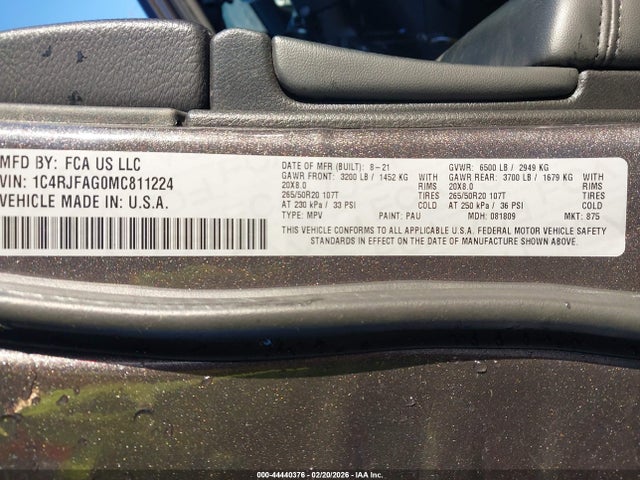 MFD BY: FCA US LLC
VIN: 1C4RJFAG0MC811224
VEHICLE MADE IN: U.S.A.
DATE OF MFR (BUILT): 8-21
GAWR FRONT: 3200 LB / 1452 KG WITH
20X8.0 RIMS
265/50R20 107T TIRES
AT 230 kPa / 33 PSI COLD
TYPE: MPV PAINT: PAU
GVWR: 6500 LB / 2949 KG
GAWR REAR: 3700 LB / 1679 KG WITH
20X8.0 RIMS
265/50R20 107T TIRES
AT 250 kPa / 36 PSI COLD
MDH: 081809 MKT: 875
THIS VEHICLE CONFORMS TO ALL APPLICABLE U.S.A. FEDERAL MOTOR VEHICLE SAFETY
STANDARDS IN EFFECT ON THE DATE OF MANUFACTURE SHOWN ABOVE.
000-44440376 - 02/20/2026 - IAA Inc.